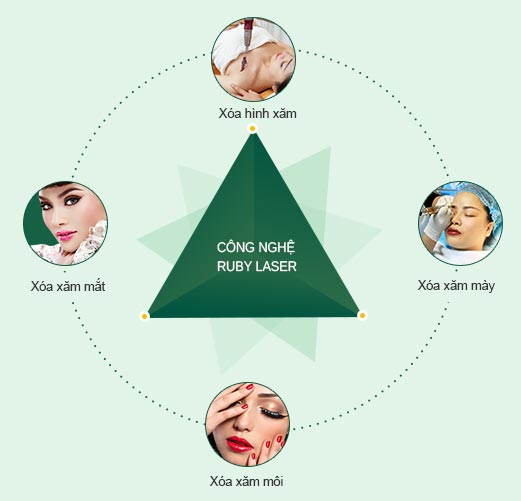 Xóa hình xăm
CÔNG NGHỆ
RUBY LASER
Xóa xăm mắt
Xóa xăm mày
Xóa xăm môi